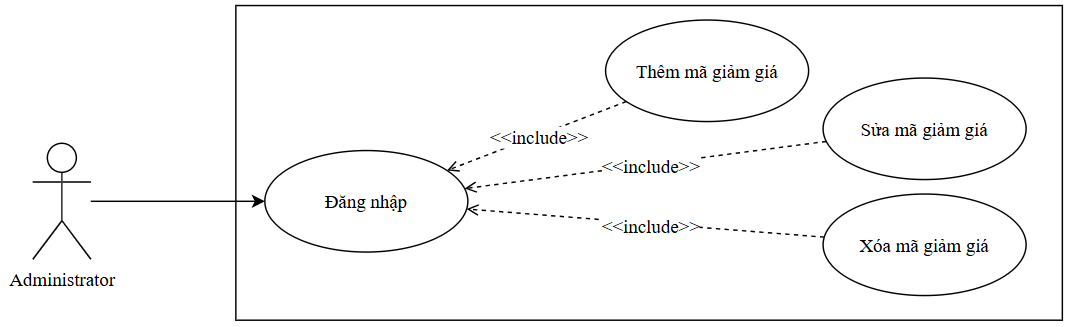 Thêm mã giảm giá
<<include>>
Sửa mã giảm giá
<<include>>
Đăng nhập
<<include>>
Xóa mã giảm giá
Administrator